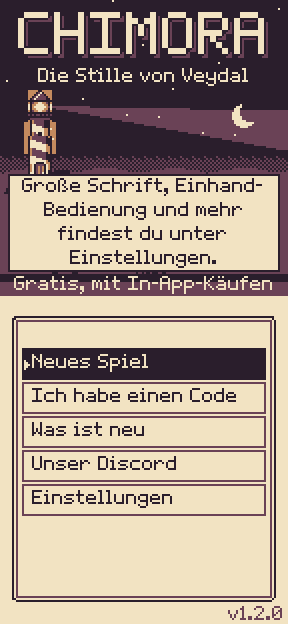 CHIMORA
Die Stille von Veydal
Große Schrift, Einhand-
Bedienung und mehr
findest du unter
Einstellungen.
Gratis, mit In-App-Käufen
Neues Spiel
Ich habe einen Code
Was ist neu
Unser Discord
Einstellungen
v1.2.0